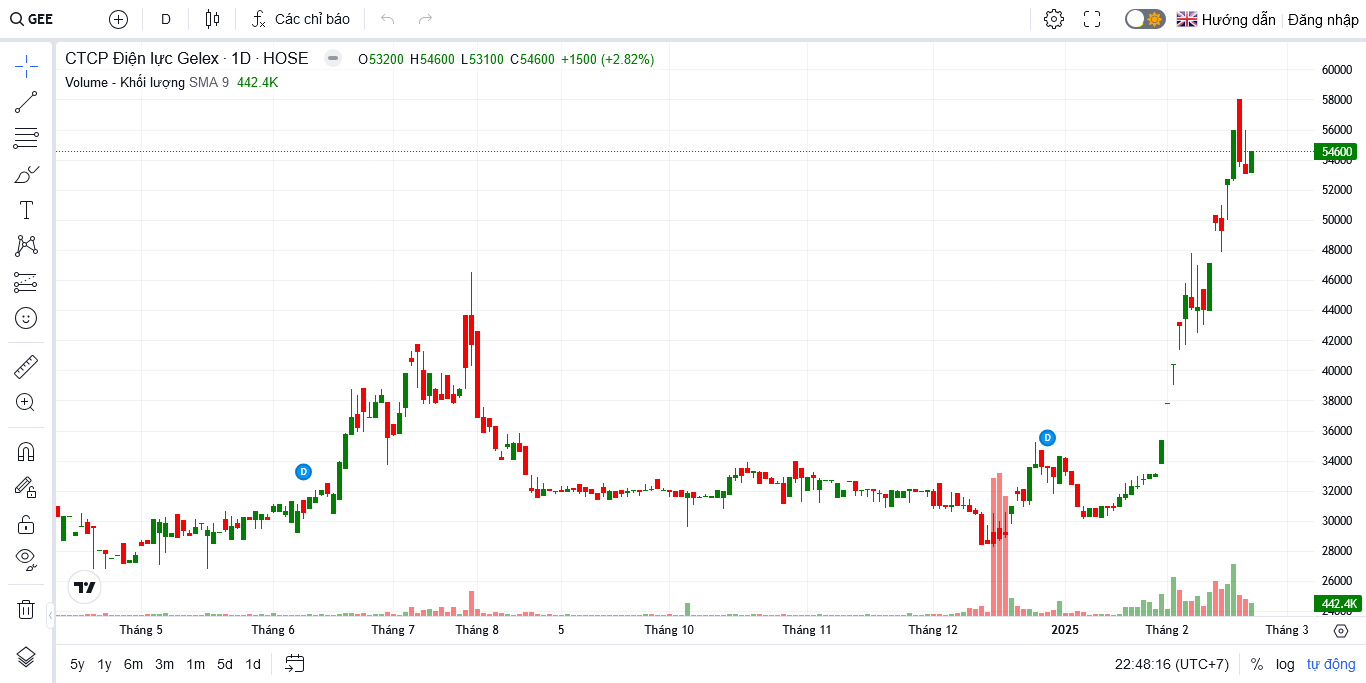 GEE D Các chỉ báo Hướng dẫn Đăng nhập
CTCP Điện lực Gelex · 1D · HOSE O53200 H54600 L53100 C54600 +1500 (+2.82%)
Volume - Khối lượng SMA 9 442.4K
60000
58000
56000
54600
54000
52000
50000
48000
46000
44000
42000
40000
38000
36000
34000
32000
30000
28000
26000
442.4K
24000
D
D
Tháng 5 Tháng 6 Tháng 7 Tháng 8 5 Tháng 10 Tháng 11 Tháng 12 2025 Tháng 2 Tháng 3
5y 1y 6m 3m 1m 5d 1d 22:48:16 (UTC+7) % log tự động